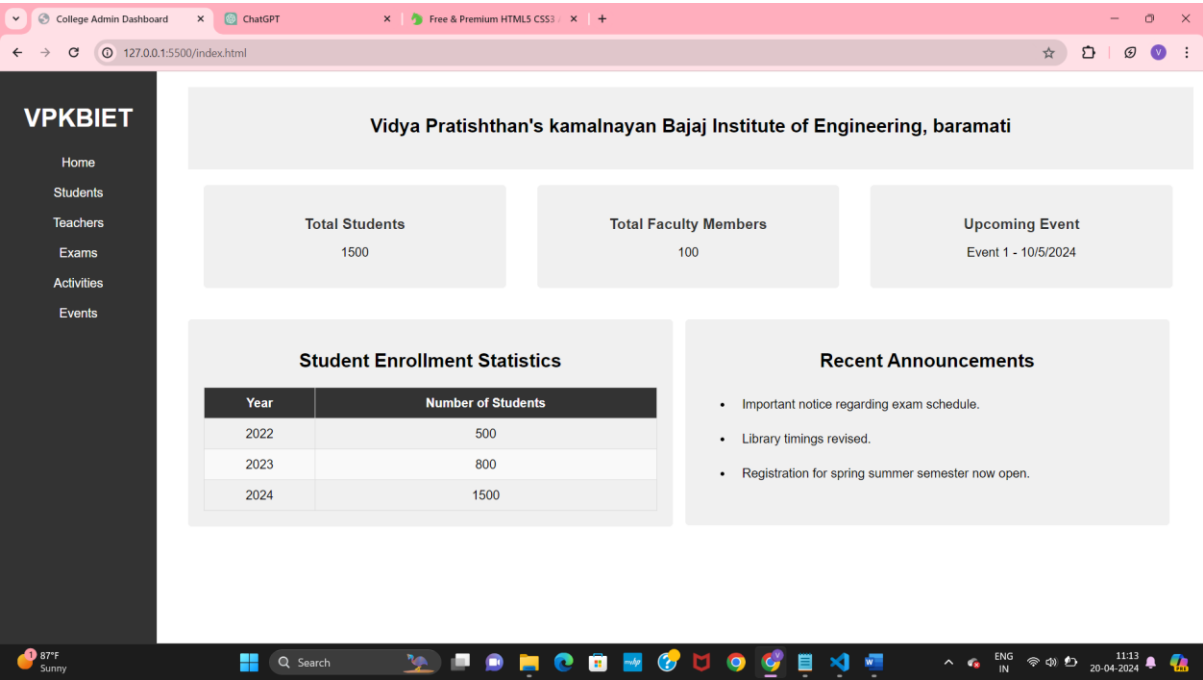 College Admin Dashboard
ChatGPT
Free & Premium HTML5 CSS3
127.0.0.1:5500/index.html
V
VPKBIET
Home
Students
Teachers
Exams
Activities
Events
Vidya Pratishthan's kamalnayan Bajaj Institute of Engineering, baramati
Total Students
1500
Total Faculty Members
100
Upcoming Event
Event 1 - 10/5/2024
Student Enrollment Statistics
Year Number of Students
2022 500
2023 800
2024 1500
Recent Announcements
• Important notice regarding exam schedule.
• Library timings revised.
• Registration for spring summer semester now open.
1
87°F
Sunny
Search
ENG
IN
11:13
20-04-2024